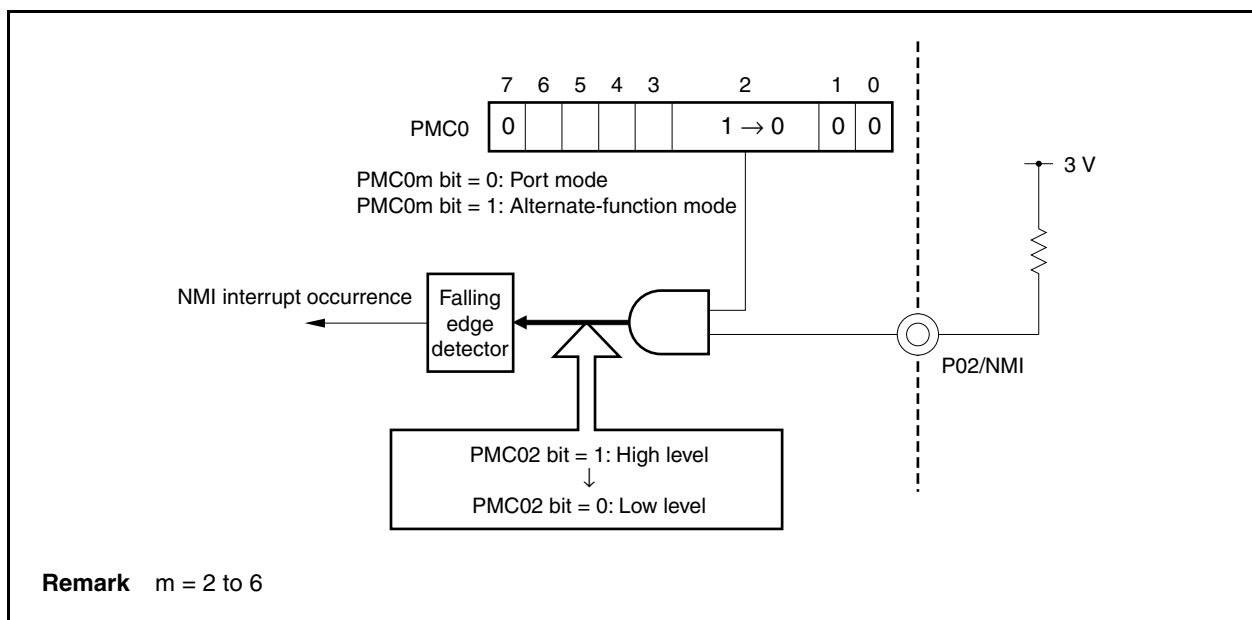 7 6 5 4 3 2 1 0
PMC0 0 1 → 0 0 0
3 V
PMC0m bit = 0: Port mode
PMC0m bit = 1: Alternate-function mode
NMI interrupt occurrence
Falling
edge
detector
P02/NMI
PMC02 bit = 1: High level
↓
PMC02 bit = 0: Low level
Remark m = 2 to 6